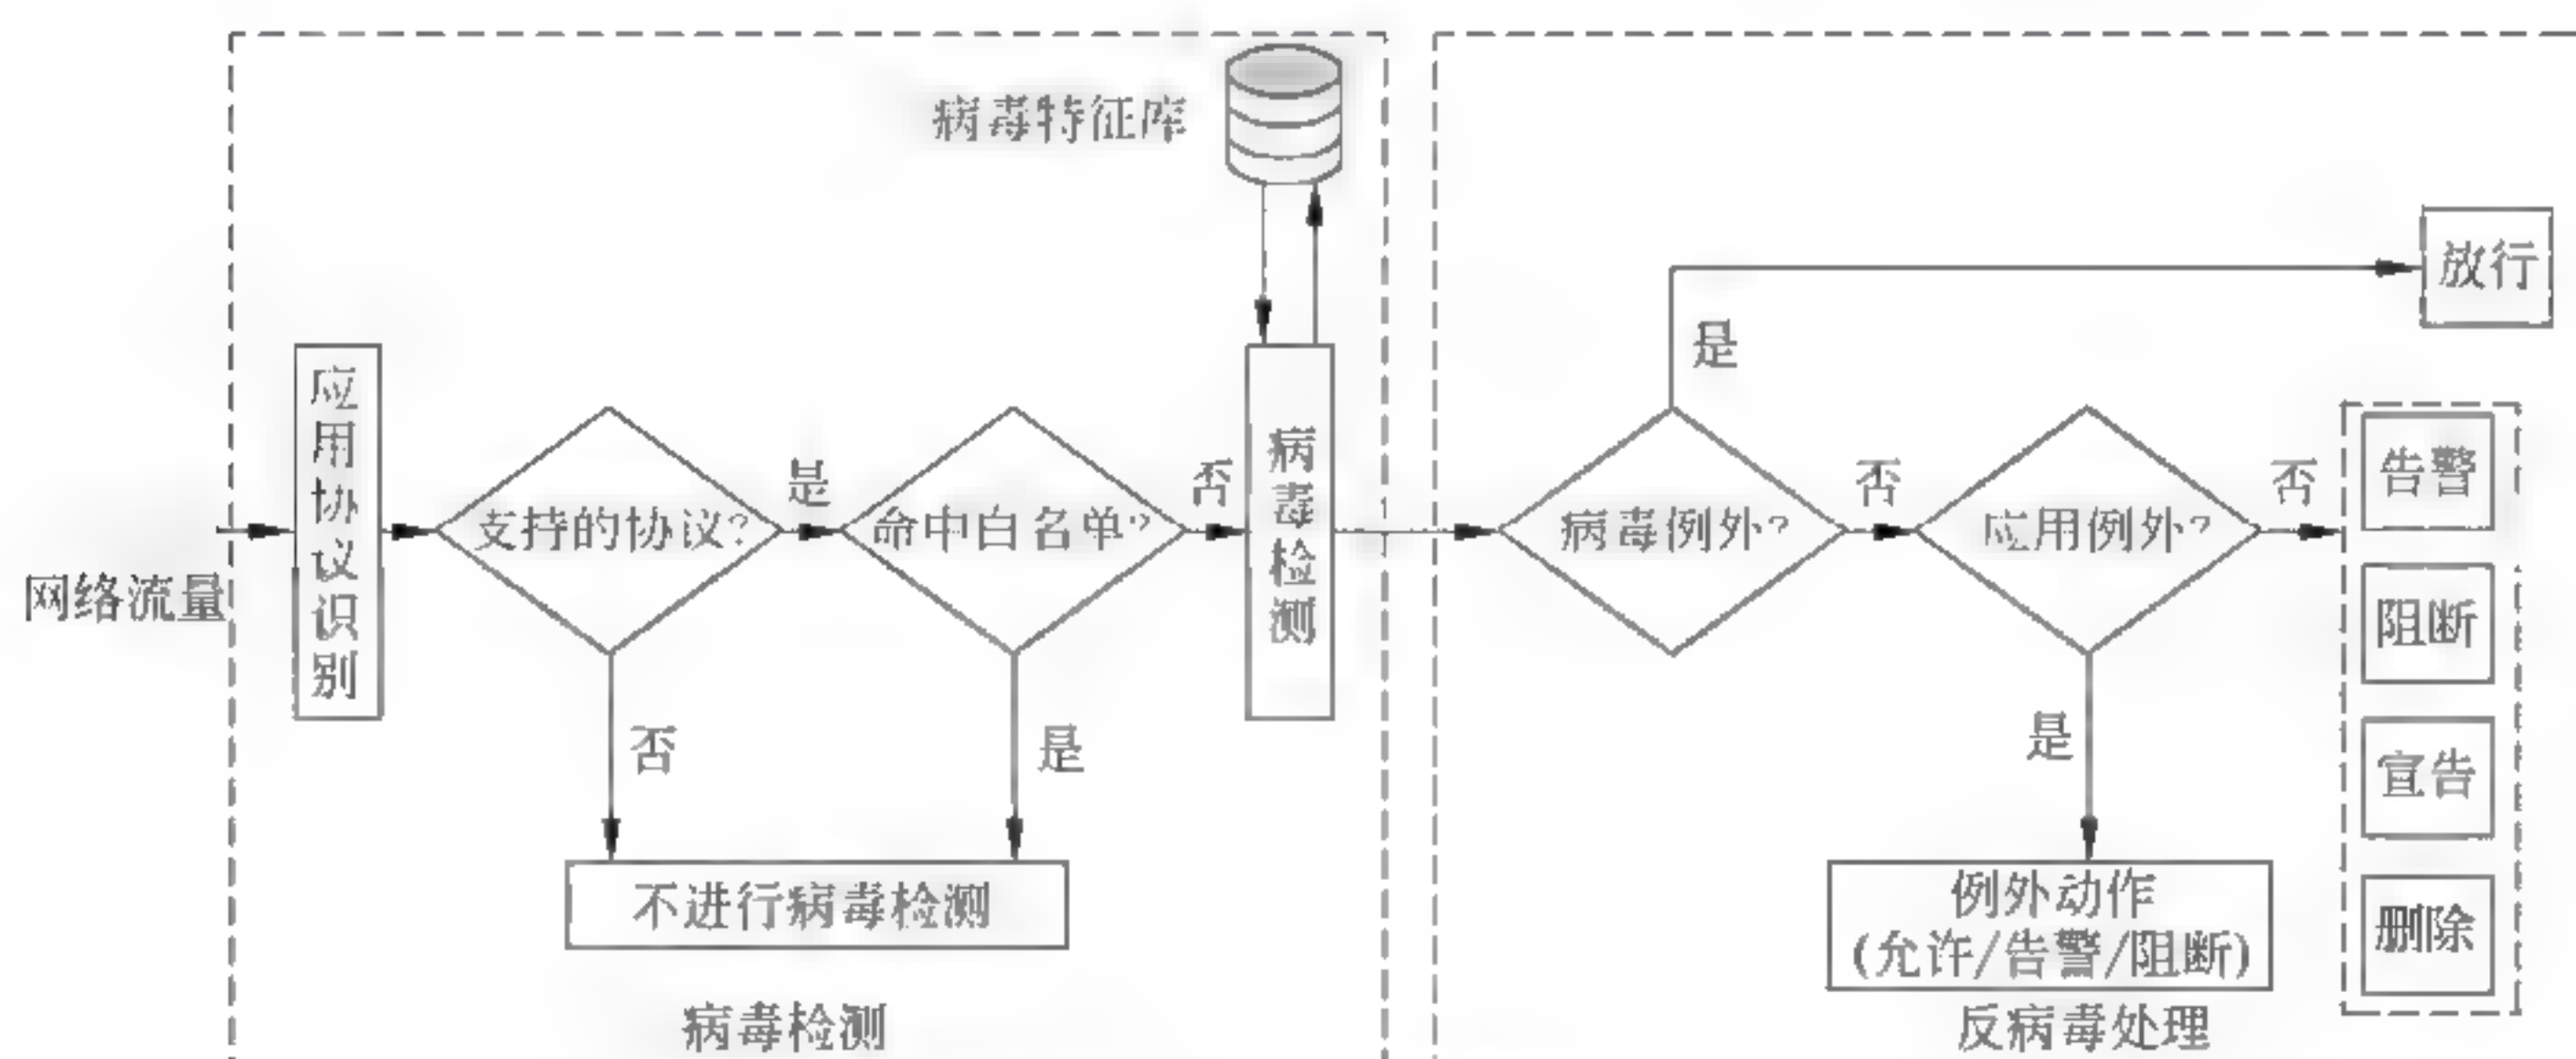 病毒特征库
网络流量
应用协议识别
支持的协议?
是
否
命中白名单?
否
是
不进行病毒检测
病毒检测
病毒检测
病毒例外?
是
放行
否
应用例外?
否
是
例外动作
(允许/告警/阻断)
告警
阻断
宣告
删除
反病毒处理